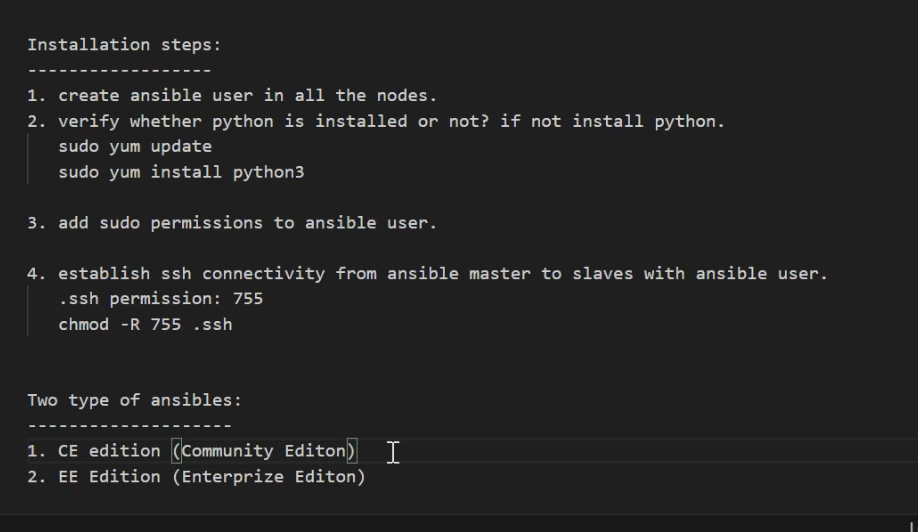 Installation steps:
------------------
1. create ansible user in all the nodes.
2. verify whether python is installed or not? if not install python.
sudo yum update
sudo yum install python3
3. add sudo permissions to ansible user.
4. establish ssh connectivity from ansible master to slaves with ansible user.
.ssh permission: 755
chmod -R 755 .ssh
Two type of ansibles:
--------------------
1. CE edition (Community Editon)
2. EE Edition (Enterprize Editon)